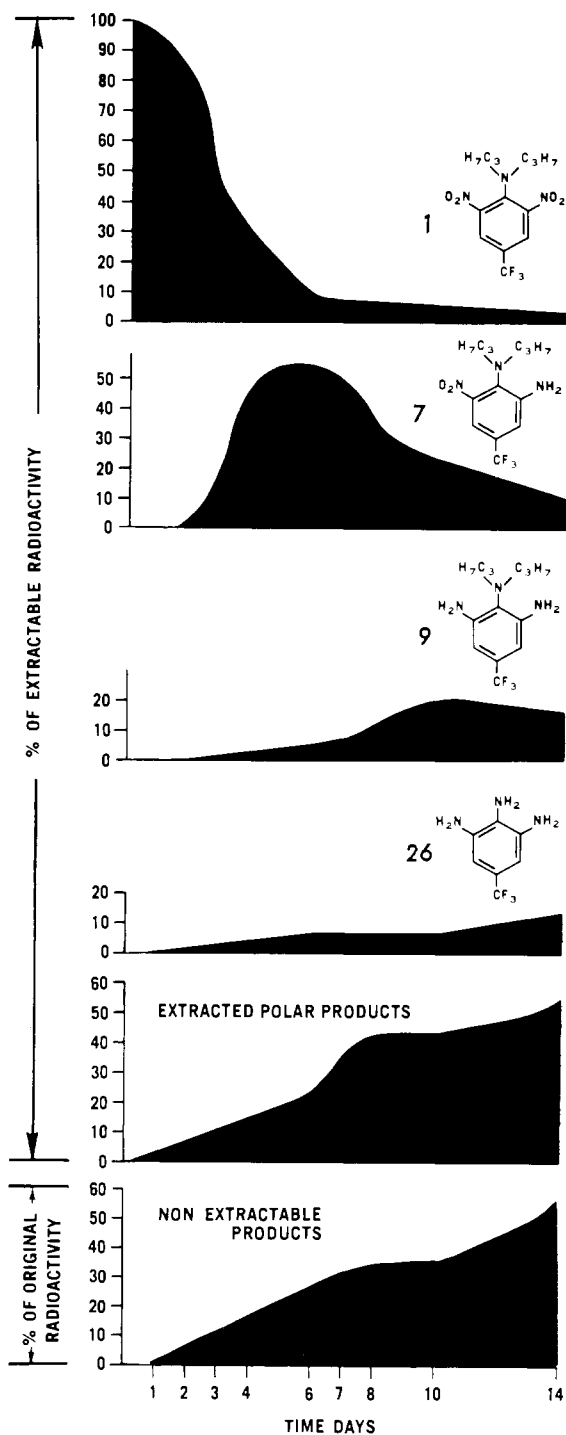 % OF EXTRACTABLE RADIOACTIVITY
100
90
80
70
60
50
40
30
20
10
0
1
H₇C₃ C₃H₇
N
O₂N NO₂
CF₃
50
40
30
20
10
0
7
H₇C₃ C₃H₇
N
O₂N NH₂
CF₃
20
10
0
9
H₇C₃ C₃H₇
N
H₂N NH₂
CF₃
20
10
0
26
NH₂
H₂N NH₂
CF₃
60
50
40
30
20
10
0
EXTRACTED POLAR PRODUCTS
% OF ORIGINAL
RADIOACTIVITY
60
50
40
30
20
10
0
NON EXTRACTABLE
PRODUCTS
1 2 3 4 6 7 8 10 14
TIME DAYS